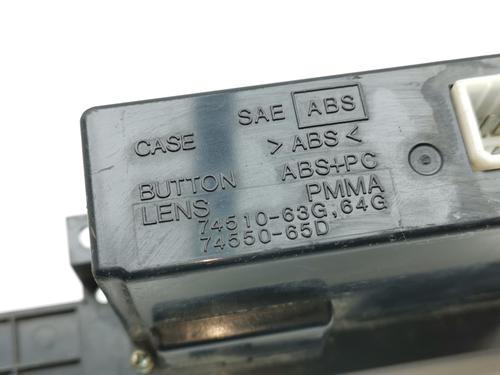 SAE ABS
CASE >ABS<
BUTTON ABS+PC
LENS PMMA
74510-63G,64G
74550-65D